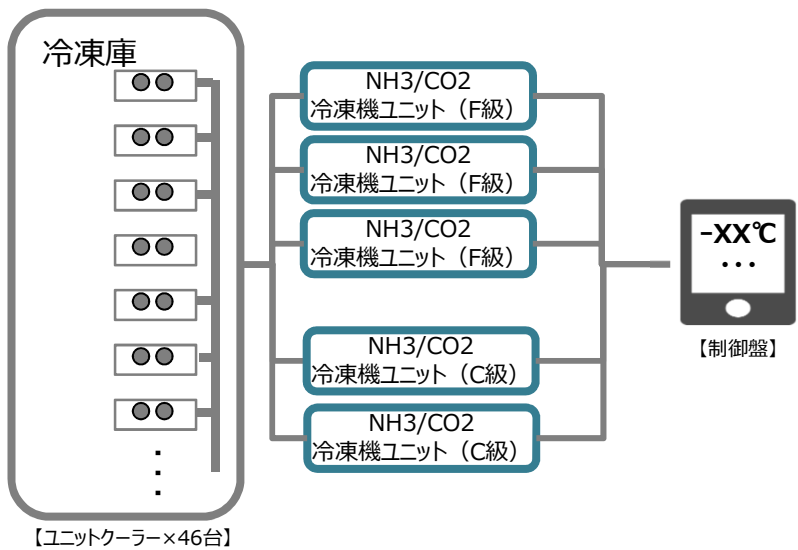 冷凍庫
NH3/CO2
冷凍機ユニット（F級）
NH3/CO2
冷凍機ユニット（F級）
NH3/CO2
冷凍機ユニット（F級）
NH3/CO2
冷凍機ユニット（C級）
NH3/CO2
冷凍機ユニット（C級）
-XX℃
･･･
【制御盤】
【ユニットクーラー×46台】